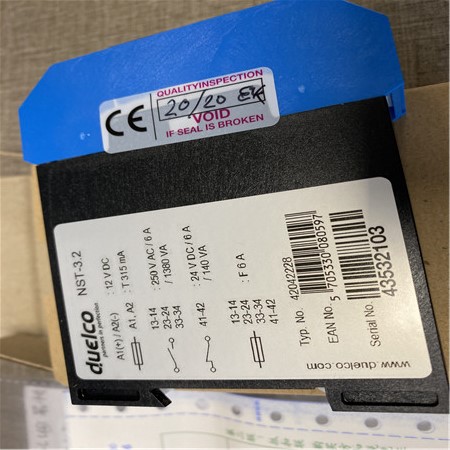 QUALITYINSPECTION
20/20 EK
VOID
IF SEAL IS BROKEN
CE
duelco
partners in protection
NST-3.2
A1(+) / A2(-) : 12 V DC
A1, A2 : T 315 mA
13-14 : 250 V AC / 6 A
23-24 / 1380 VA
33-34
41-42 : 24 V DC / 6 A
/ 140 VA
13-14 : F 6 A
23-24
33-34
41-42
Typ. No. 42042228
EAN No. 5 705330 080597
Serial No. 43532103
www.duelco.com